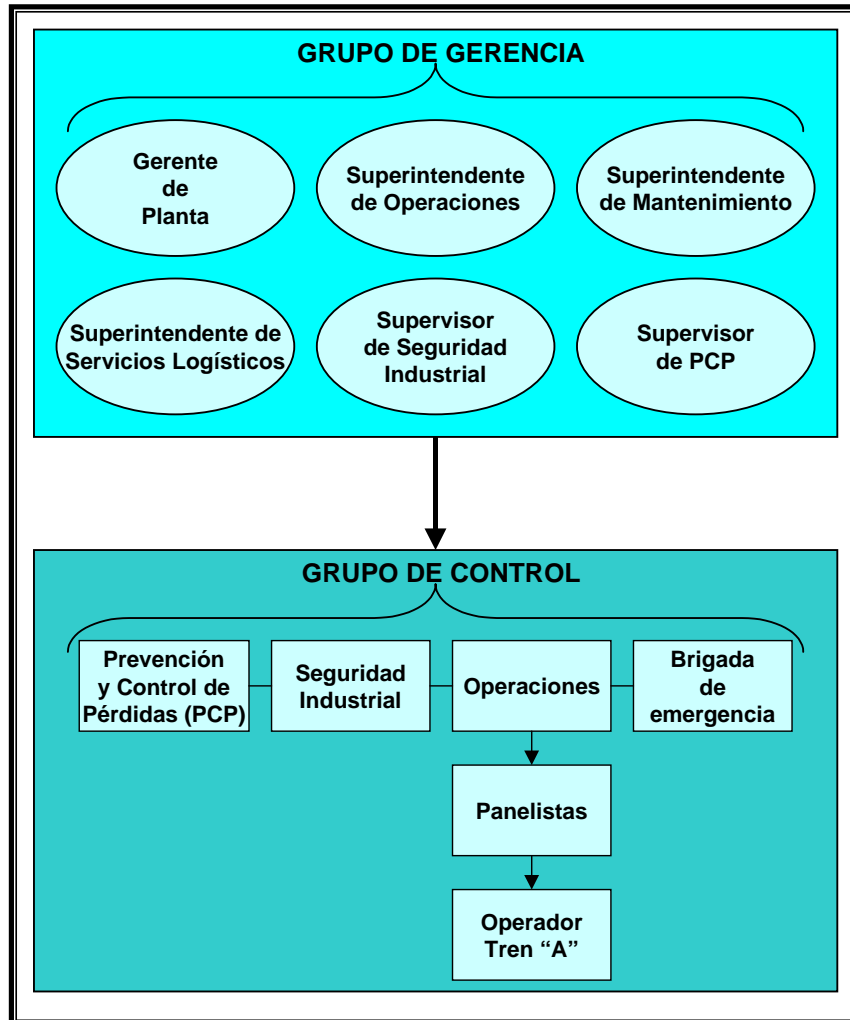 GRUPO DE GERENCIA
Gerente
de
Planta
Superintendente
de Operaciones
Superintendente
de Mantenimiento
Superintendente de
Servicios Logísticos
Supervisor
de Seguridad
Industrial
Supervisor
de PCP
GRUPO DE CONTROL
Prevención
y Control de
Pérdidas (PCP)
Seguridad
Industrial
Operaciones
Brigada
de
emergencia
Panelistas
Operador
Tren “A”